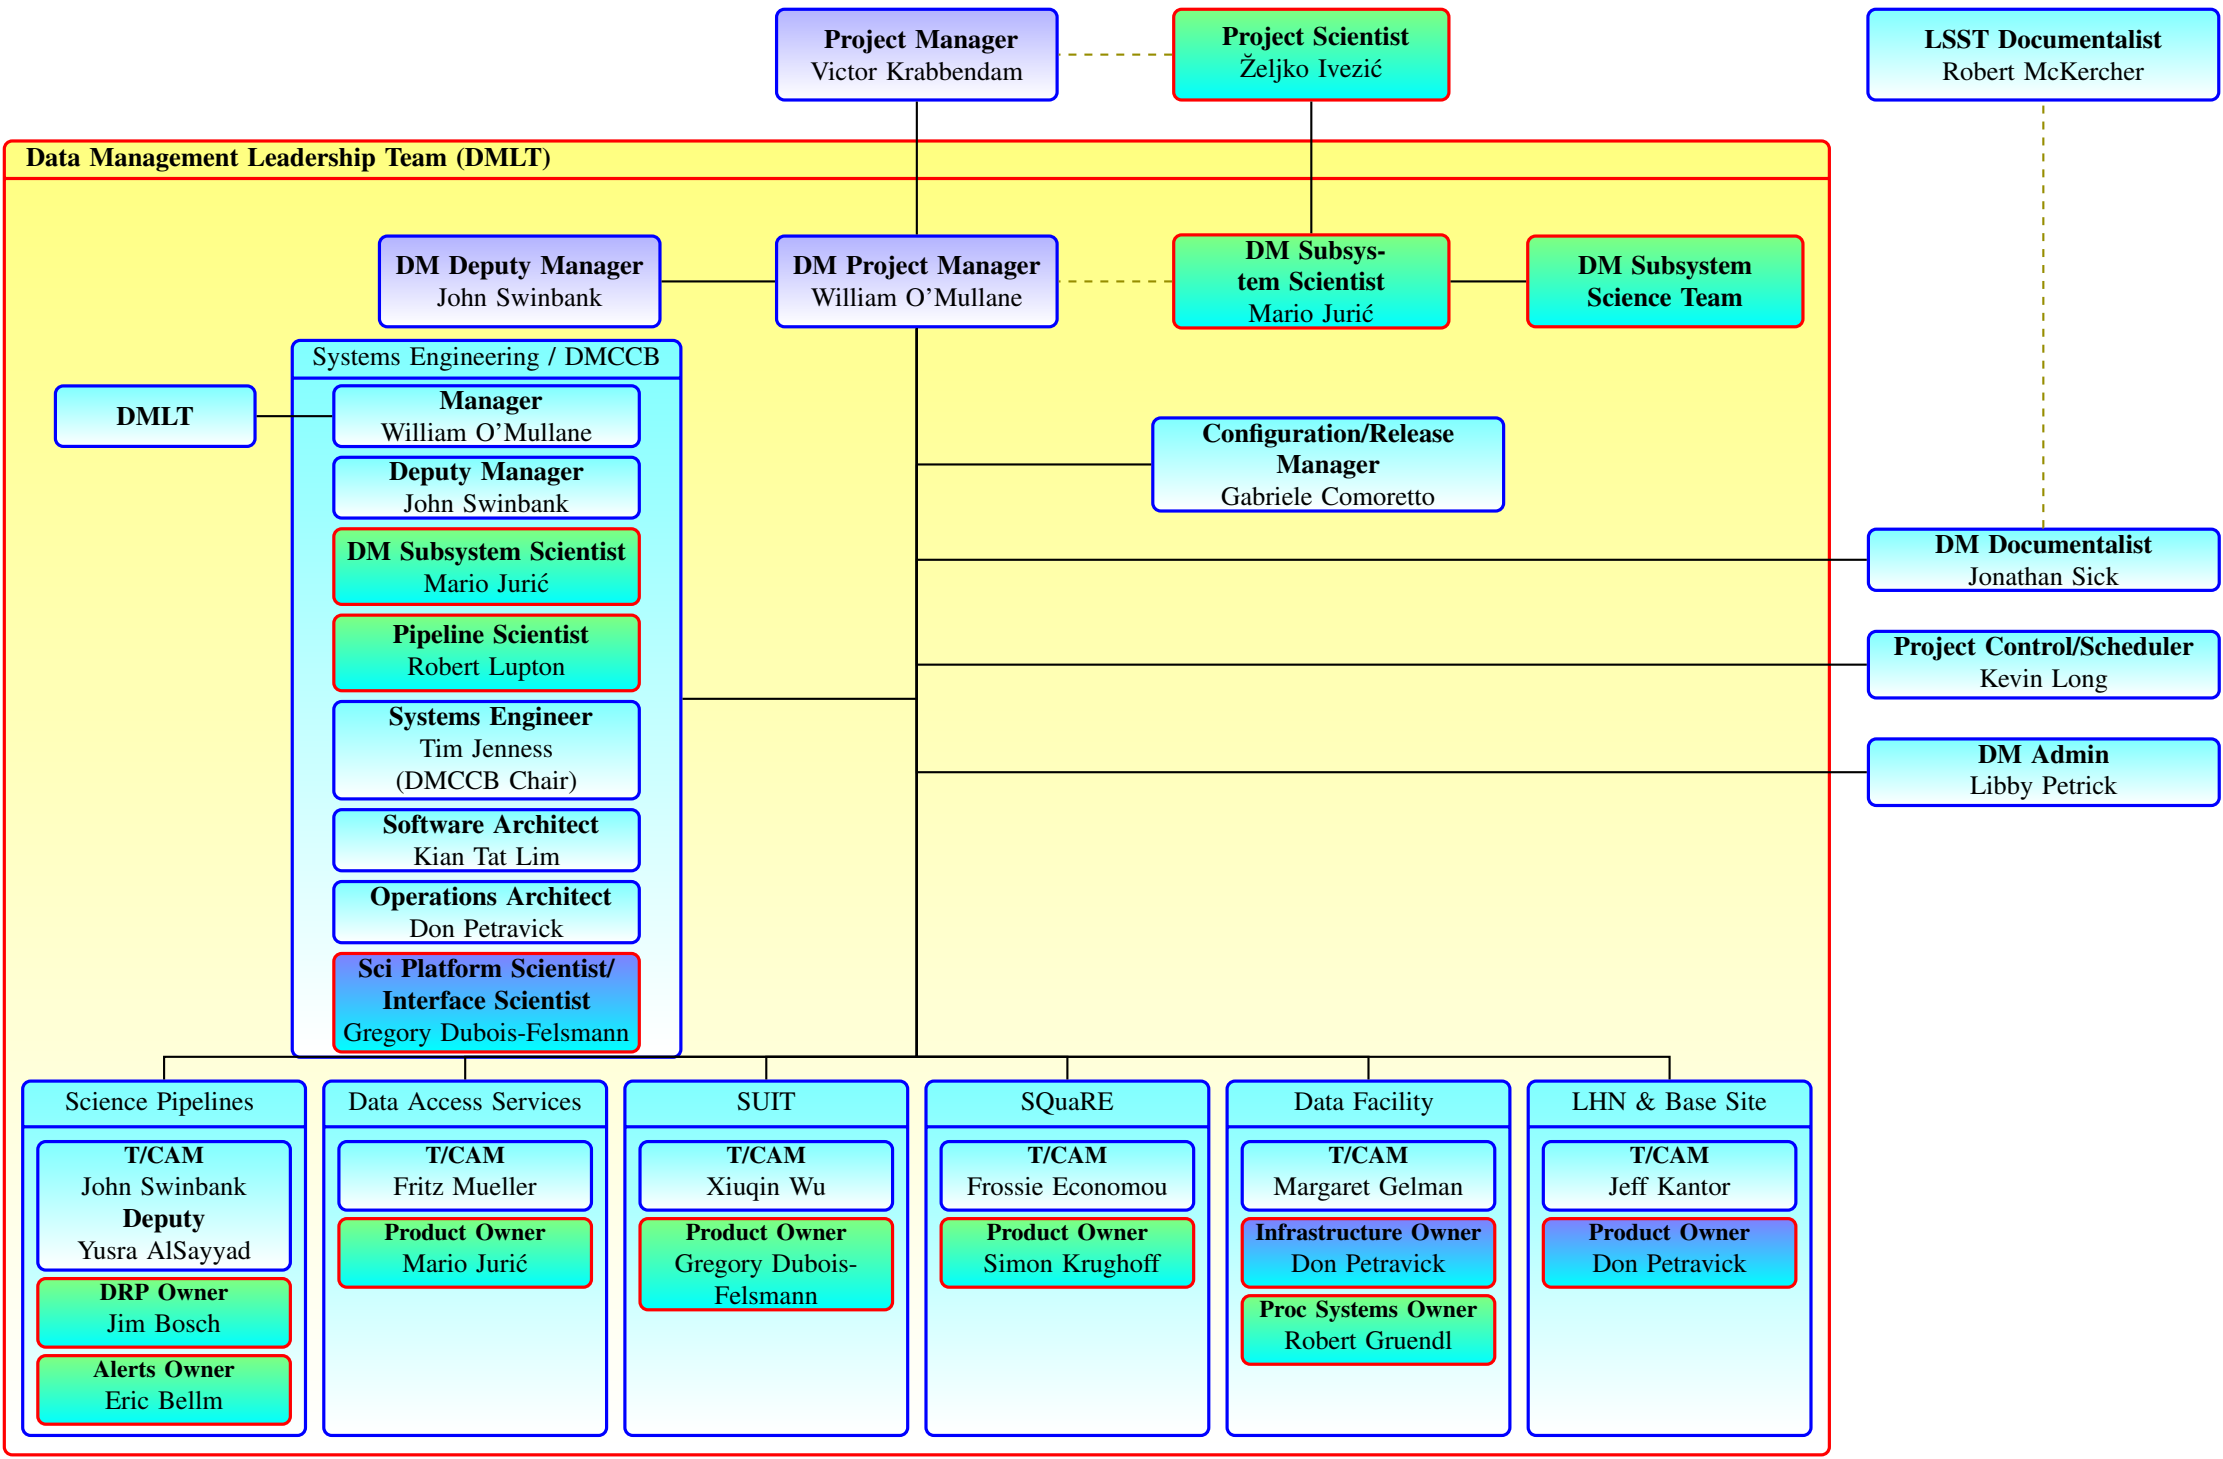 Project Manager
Victor Krabbendam
Project Scientist
Željko Ivezić
LSST Documentalist
Robert McKercher
Data Management Leadership Team (DMLT)
DM Deputy Manager
John Swinbank
DM Project Manager
William O’Mullane
DM Subsys-
tem Scientist
Mario Jurić
DM Subsystem
Science Team
Systems Engineering / DMCCB
DMLT
Manager
William O’Mullane
Deputy Manager
John Swinbank
DM Subsystem Scientist
Mario Jurić
Pipeline Scientist
Robert Lupton
Systems Engineer
Tim Jenness
(DMCCB Chair)
Software Architect
Kian Tat Lim
Operations Architect
Don Petravick
Sci Platform Scientist/
Interface Scientist
Gregory Dubois-Felsmann
Configuration/Release
Manager
Gabriele Comoretto
DM Documentalist
Jonathan Sick
Project Control/Scheduler
Kevin Long
DM Admin
Libby Petrick
Science Pipelines
T/CAM
John Swinbank
Deputy
Yusra AlSayyad
DRP Owner
Jim Bosch
Alerts Owner
Eric Bellm
Data Access Services
T/CAM
Fritz Mueller
Product Owner
Mario Jurić
SUIT
T/CAM
Xiuqin Wu
Product Owner
Gregory Dubois-
Felsmann
SQuaRE
T/CAM
Frossie Economou
Product Owner
Simon Krughoff
Data Facility
T/CAM
Margaret Gelman
Infrastructure Owner
Don Petravick
Proc Systems Owner
Robert Gruendl
LHN & Base Site
T/CAM
Jeff Kantor
Product Owner
Don Petravick